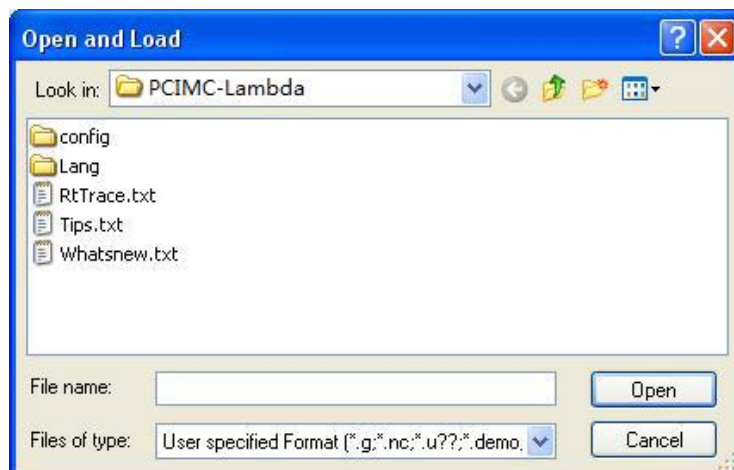 Open and Load
Look in: PCIMC-Lambda
config
Lang
RtTrace.txt
Tips.txt
Whatsnew.txt
File name:
Open
Files of type: User specified Format (*.g;*.nc;*.u??;*.demo,
Cancel